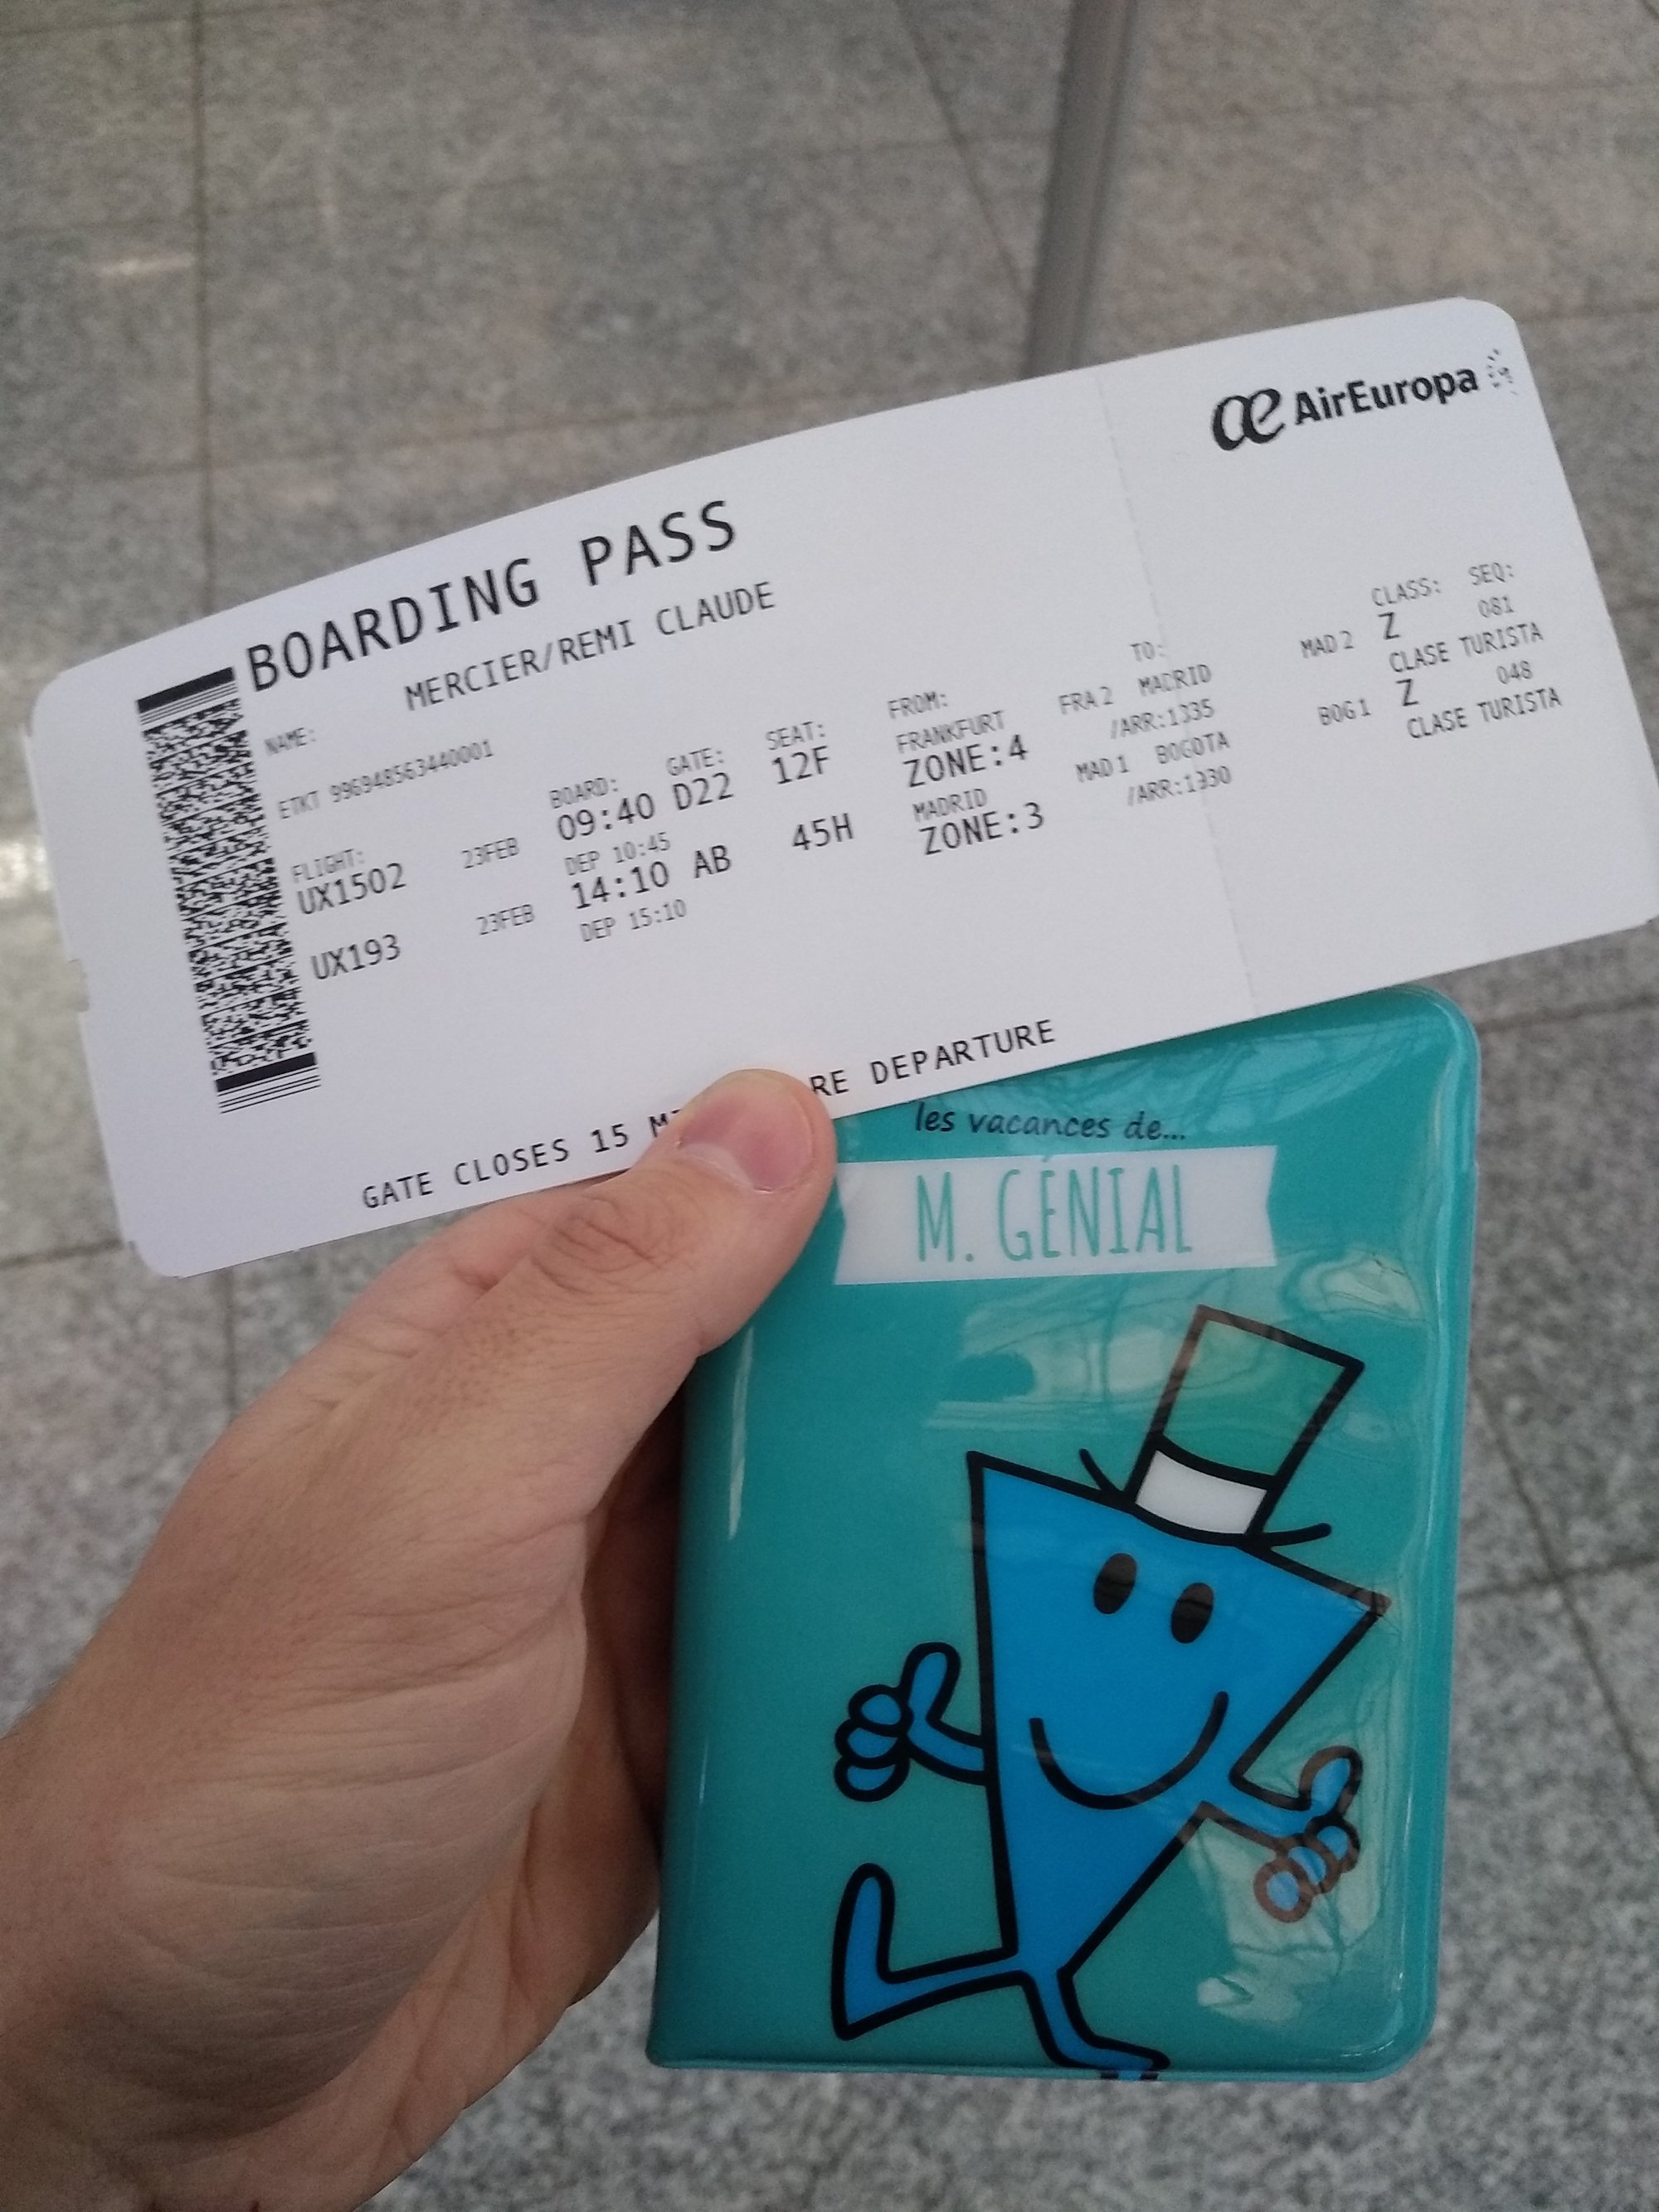 æ AirEuropa
BOARDING PASS
NAME: MERCIER/REMI CLAUDE
ETKT 996948563440001
FLIGHT: BOARD: GATE: SEAT: FROM: TO: CLASS: SEQ:
UX1502 23FEB 09:40 D22 12F FRANKFURT FRA 2 MADRID MAD 2 Z 081
DEP 10:45 ZONE:4 /ARR:1335 CLASE TURISTA
UX193 23FEB 14:10 AB 45H MADRID MAD 1 BOGOTA BOG 1 Z 048
DEP 15:10 ZONE:3 /ARR:1930 CLASE TURISTA
GATE CLOSES 15 RE DEPARTURE
les vacances de...
M. GÉNIAL